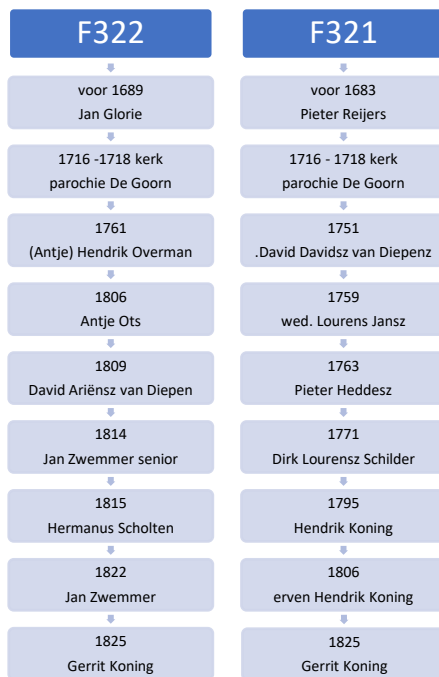 F322
voor 1689
Jan Glorie
1716 -1718 kerk
parochie De Goorn
1761
(Antje) Hendrik Overman
1806
Antje Ots
1809
David Ariënsz van Diepen
1814
Jan Zwemmer senior
1815
Hermanus Scholten
1822
Jan Zwemmer
1825
Gerrit Koning
F321
voor 1683
Pieter Reijers
1716 - 1718 kerk
parochie De Goorn
1751
.David Davidsz van Diepenz
1759
wed. Lourens Jansz
1763
Pieter Heddesz
1771
Dirk Lourensz Schilder
1795
Hendrik Koning
1806
erven Hendrik Koning
1825
Gerrit Koning